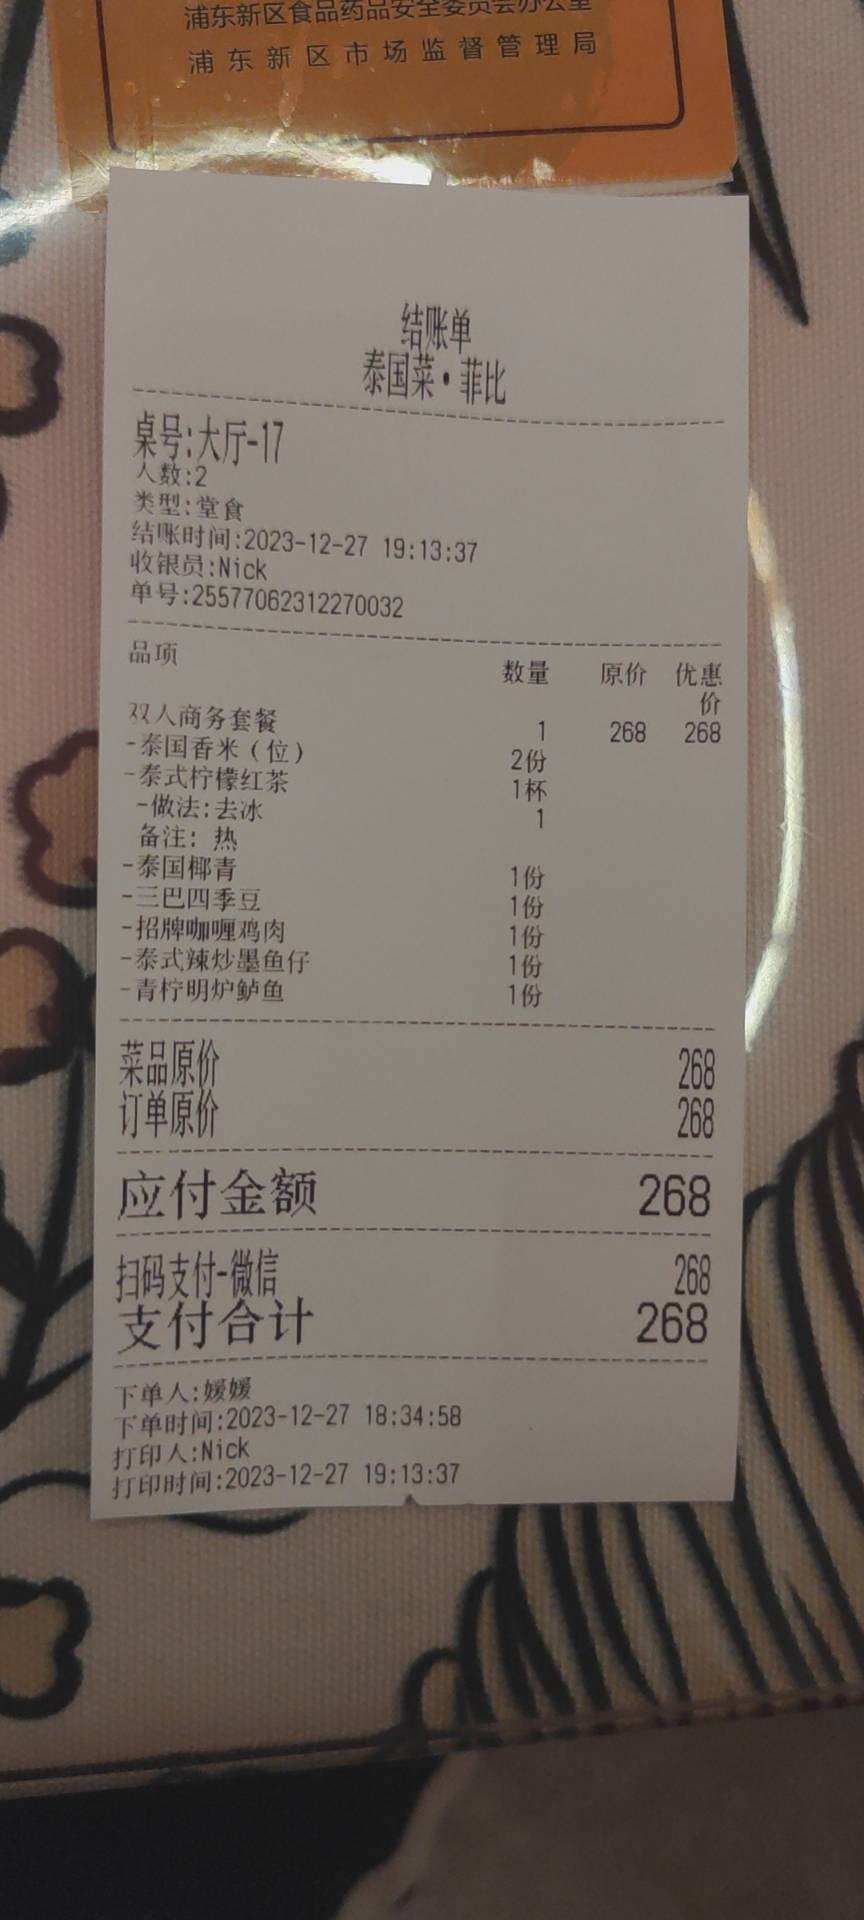 浦东新区食品药品安全委员会办公室
浦东新区市场监督管理局
结账单
泰国菜·菲比
桌号:大厅-17
人数:2
类型:堂食
结账时间:2023-12-27 19:13:37
收银员:Nick
单号:25577062312270032
品项 数量 原价 优惠价
双人商务套餐 1 268 268
-泰国香米(位) 2份
-泰式柠檬红茶 1杯
-做法:去冰 1
备注: 热
-泰国椰青 1份
-三巴四季豆 1份
-招牌咖喱鸡肉 1份
-泰式辣炒墨鱼仔 1份
-青柠明炉鲈鱼 1份
菜品原价 268
订单原价 268
应付金额 268
扫码支付-微信 268
支付合计 268
下单人:媛媛
下单时间:2023-12-27 18:34:58
打印人:Nick
打印时间:2023-12-27 19:13:37